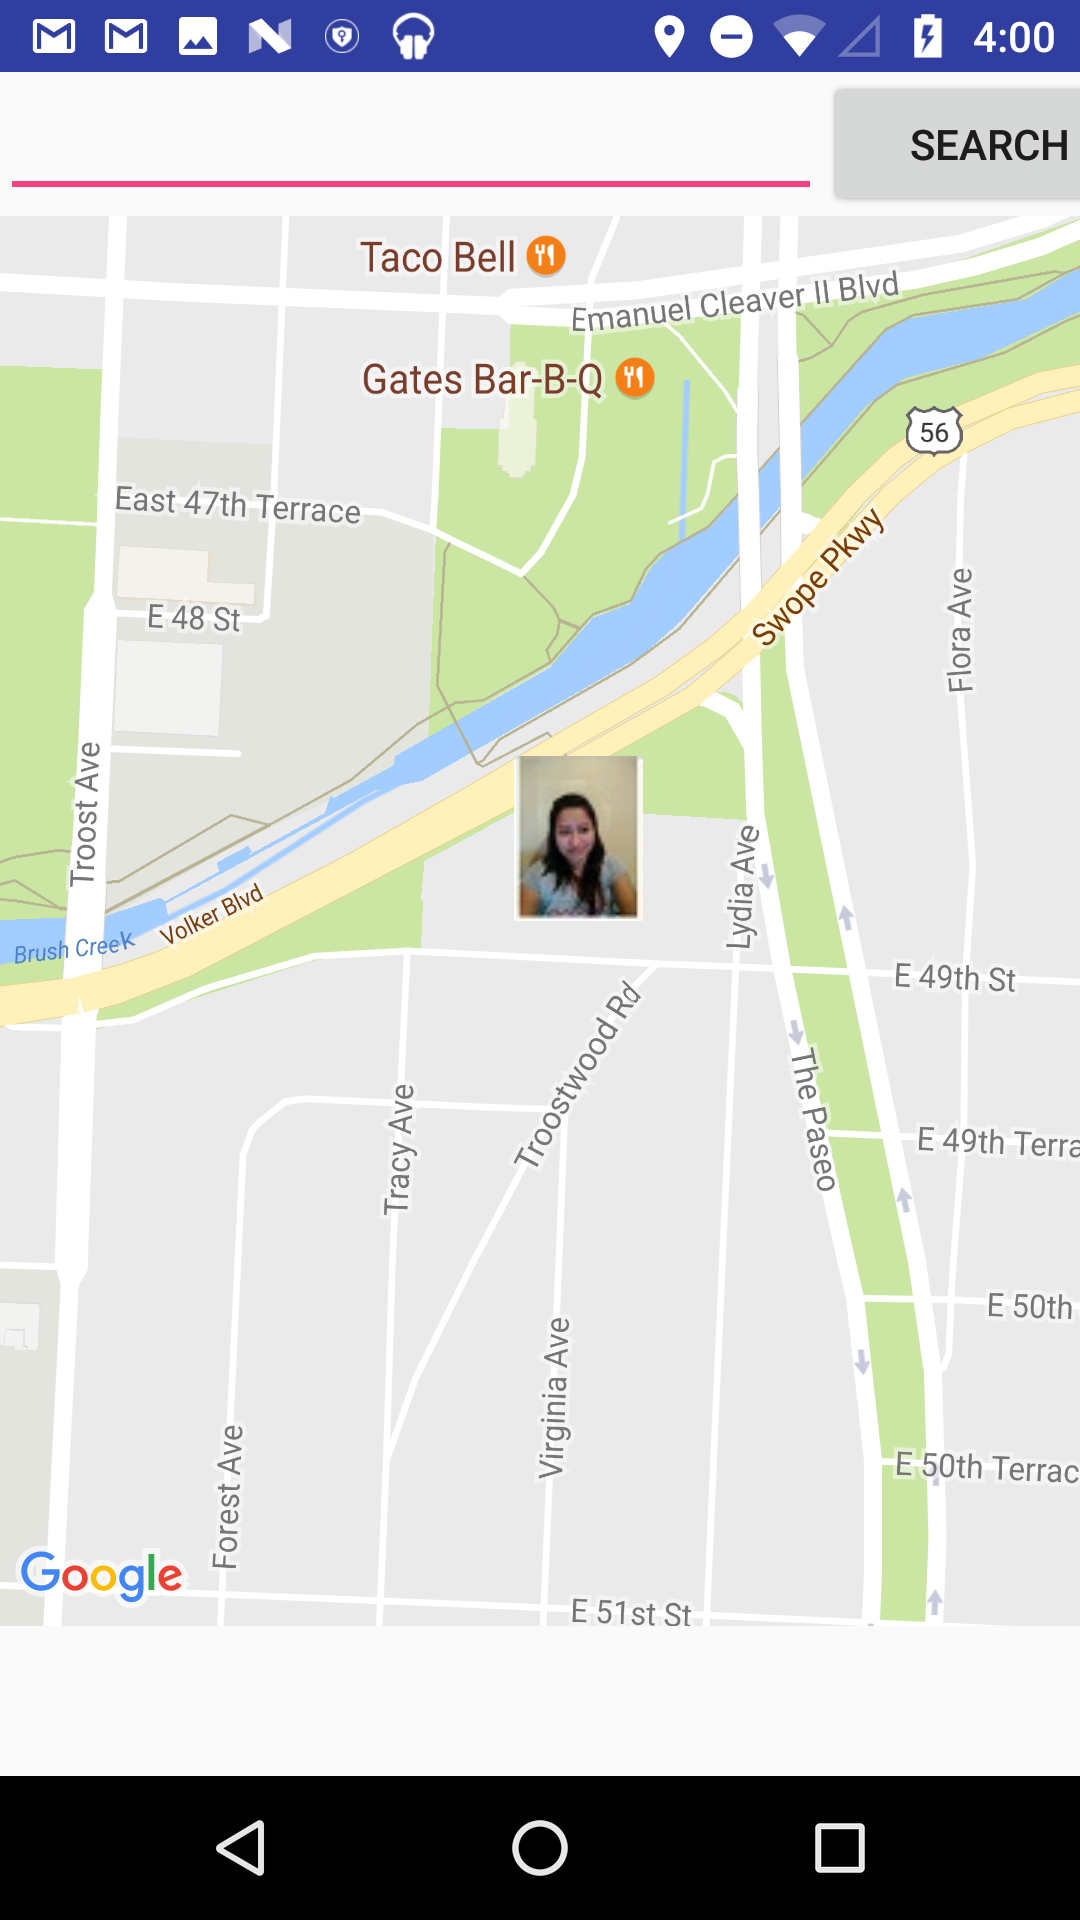 4:00
SEARCH
Taco Bell
Emanuel Cleaver II Blvd
Gates Bar-B-Q
56
East 47th Terrace
Swope Pkwy
E 48 St
Flora Ave
Troost Ave
Lydia Ave
Volker Blvd
Brush Creek
E 49th St
Troostwood Rd
The Paseo
Tracy Ave
E 49th Terra
E 50th
Virginia Ave
Forest Ave
E 50th Terrac
Google
E 51st St